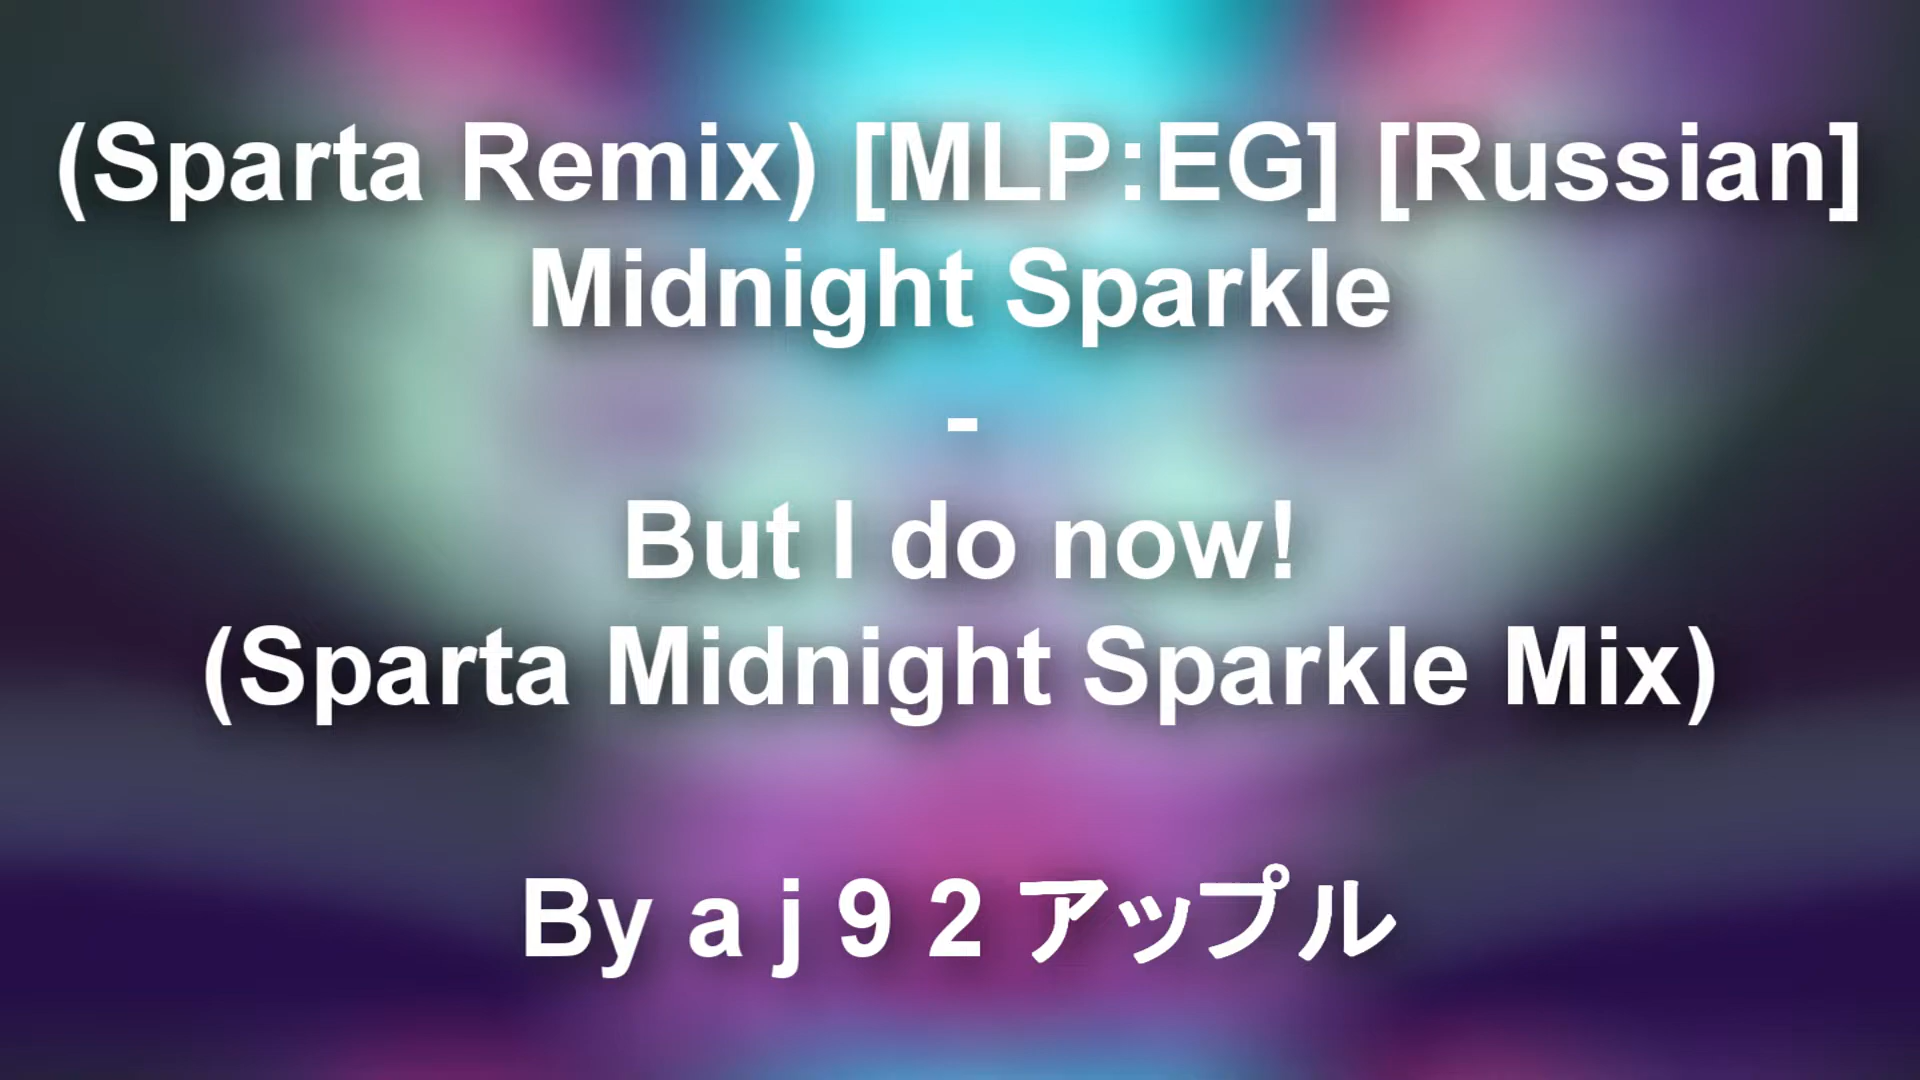 (Sparta Remix) [MLP:EG] [Russian]
Midnight Sparkle
-
But I do now!
(Sparta Midnight Sparkle Mix)
By a j 9 2 アップル